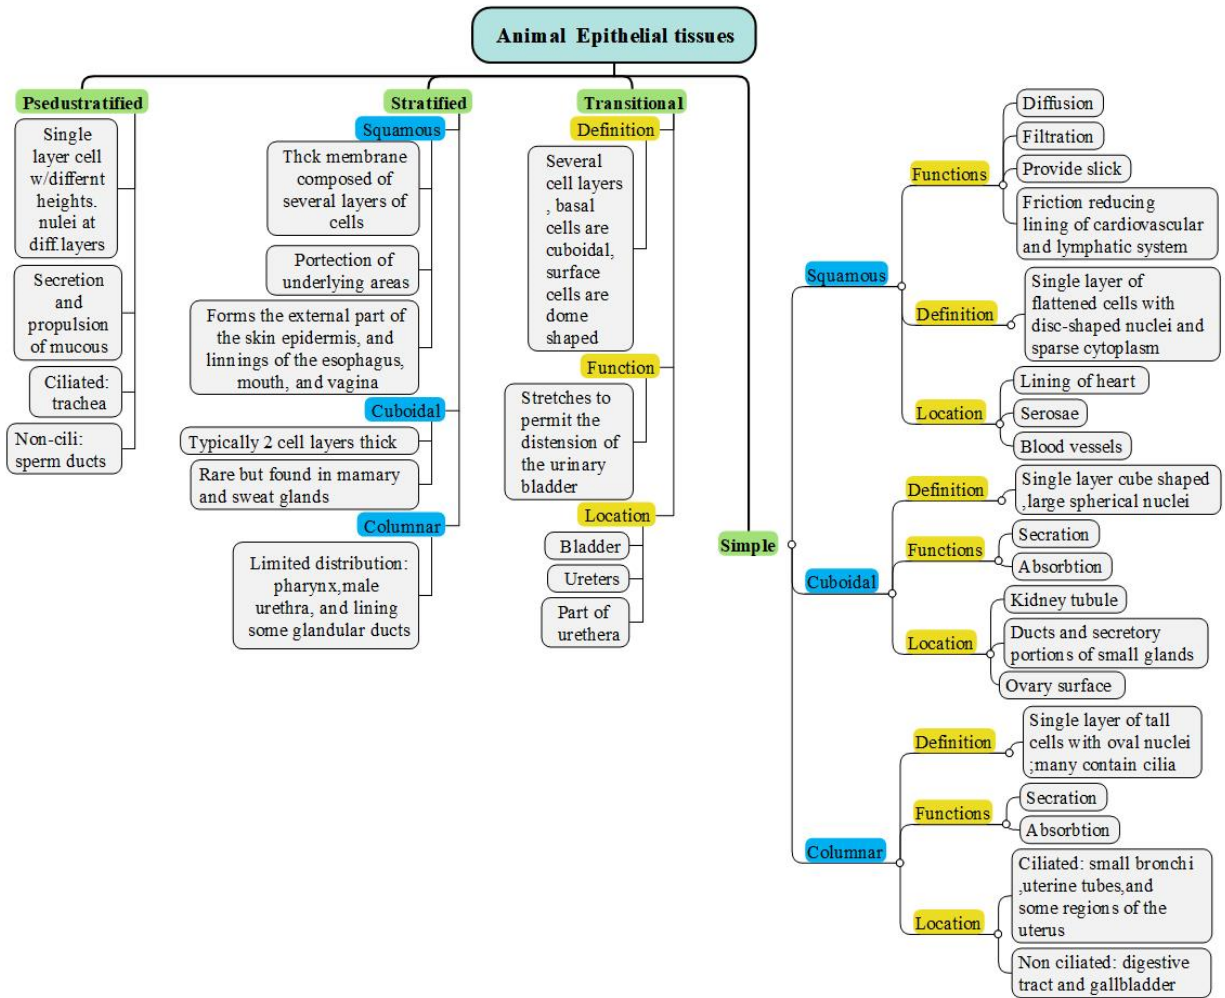 Animal Epithelial tissues
Psedustratified
Single
layer cell
w/differnt
heights.
nulei at
diff.layers
Secretion
and
propulsion
of mucous
Ciliated:
trachea
Non-cili:
sperm ducts
Stratified
Squamous
Thck membrane
composed of
several layers of
cells
Portection of
underlying areas
Forms the external part of
the skin epidermis, and
linnings of the esophagus,
mouth, and vagina
Cuboidal
Typically 2 cell layers thick
Rare but found in mamary
and sweat glands
Columnar
Limited distribution:
pharynx,male
urethra, and lining
some glandular ducts
Transitional
Definition
Several
cell layers
, basal
cells are
cuboidal,
surface
cells are
dome
shaped
Function
Stretches to
permit the
distension of
the urinary
bladder
Location
Bladder
Ureters
Part of
urethera
Simple
Squamous
Functions
Diffusion
Filtration
Provide slick
Friction reducing
lining of cardiovascular
and lymphatic system
Definition
Single layer of
flattened cells with
disc-shaped nuclei and
sparse cytoplasm
Location
Lining of heart
Serosae
Blood vessels
Cuboidal
Definition
Single layer cube shaped
,large spherical nuclei
Functions
Secration
Absorbtion
Location
Kidney tubule
Ducts and secretory
portions of small glands
Ovary surface
Columnar
Definition
Single layer of tall
cells with oval nuclei
;many contain cilia
Functions
Secration
Absorbtion
Location
Ciliated: small bronchi
,uterine tubes,and
some regions of the
uterus
Non ciliated: digestive
tract and gallbladder